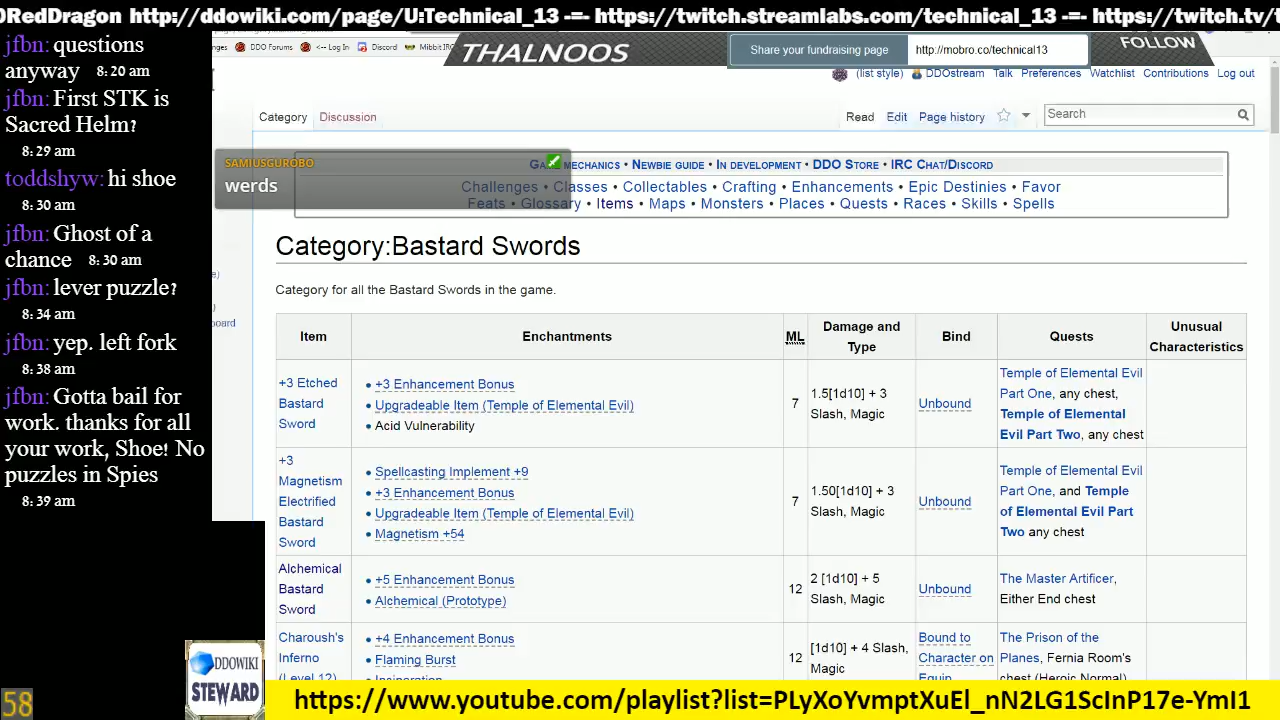 DRedDragon http://ddowiki.com/page/U:Technical_13 -=- https://twitch.streamlabs.com/technical_13 -=- https://twitch.tv/
jfbn: questions
anyway 8:20 am
jfbn: First STK is
Sacred Helm?
8:29 am
toddshyw: hi shoe
8:30 am
jfbn: Ghost of a
chance 8:30 am
jfbn: lever puzzle?
8:34 am
jfbn: yep. left fork
8:38 am
jfbn: Gotta bail for
work. thanks for all
your work, Shoe! No
puzzles in Spies
8:39 am
DDO Forums <-- Log In Discord Mibbit
THALNOOS
Share your fundraising page http://mobro.co/technical13
FOLLOW
(list style) DDOstream Talk Preferences Watchlist Contributions Log out
Category Discussion Read Edit Page history Search
SAMIUSGUROBO
werds
MECHANICS • NEWBIE GUIDE • IN DEVELOPMENT • DDO STORE • IRC CHAT/DISCORD
Challenges • Classes • Collectables • Crafting • Enhancements • Epic Destinies • Favor
Feats • Glossary • Items • Maps • Monsters • Places • Quests • Races • Skills • Spells
Category:Bastard Swords
Category for all the Bastard Swords in the game.
Item Enchantments ML Damage and Type Bind Quests Unusual Characteristics
+3 Etched
Bastard
Sword
• +3 Enhancement Bonus
• Upgradeable Item (Temple of Elemental Evil)
• Acid Vulnerability
7
1.5[1d10] + 3
Slash, Magic
Unbound
Temple of Elemental Evil
Part One, any chest,
Temple of Elemental
Evil Part Two, any chest
+3
Magnetism
Electrified
Bastard
Sword
• Spellcasting Implement +9
• +3 Enhancement Bonus
• Upgradeable Item (Temple of Elemental Evil)
• Magnetism +54
7
1.50[1d10] + 3
Slash, Magic
Unbound
Temple of Elemental Evil
Part One, and Temple
of Elemental Evil Part
Two any chest
Alchemical
Bastard
Sword
• +5 Enhancement Bonus
• Alchemical (Prototype)
12
2 [1d10] + 5
Slash, Magic
Unbound
The Master Artificer,
Either End chest
Charoush's
Inferno
(Level 12)
• +4 Enhancement Bonus
• Flaming Burst
12
[1d10] + 4 Slash,
Magic
Bound to
Character on
Equip
The Prison of the
Planes, Fernia Room's
chest (Heroic Normal)
DDOWIKI
STEWARD
58
https://www.youtube.com/playlist?list=PLyXoYvmptXuEl_nN2LG1ScInP17e-YmI1